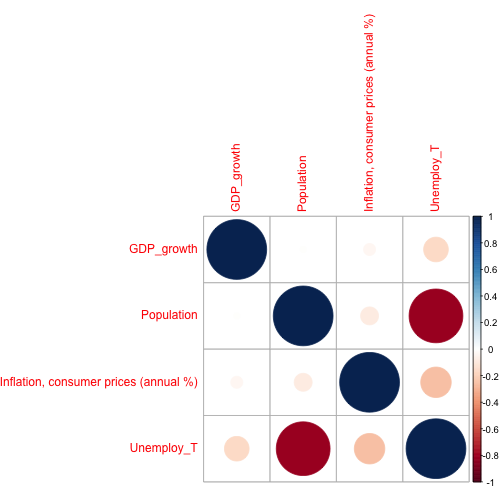 GDP_growth
Population
Inflation, consumer prices (annual %)
Unemploy_T
GDP_growth
Population
Inflation, consumer prices (annual %)
Unemploy_T
1
0.8
0.6
0.4
0.2
0
-0.2
-0.4
-0.6
-0.8
-1